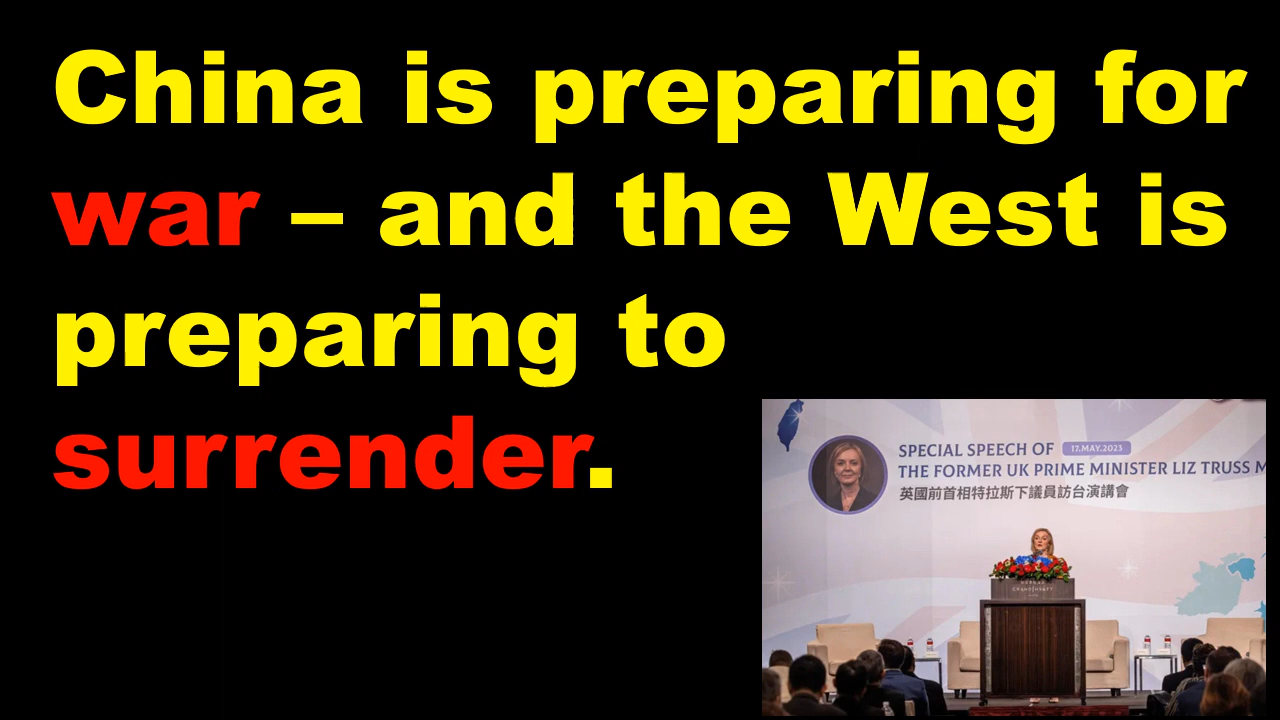 China is preparing for
war – and the West is
preparing to
surrender.
SPECIAL SPEECH OF 17.MAY.2023
THE FORMER UK PRIME MINISTER LIZ TRUSS M
英國前首相特拉斯下議員訪台演講會